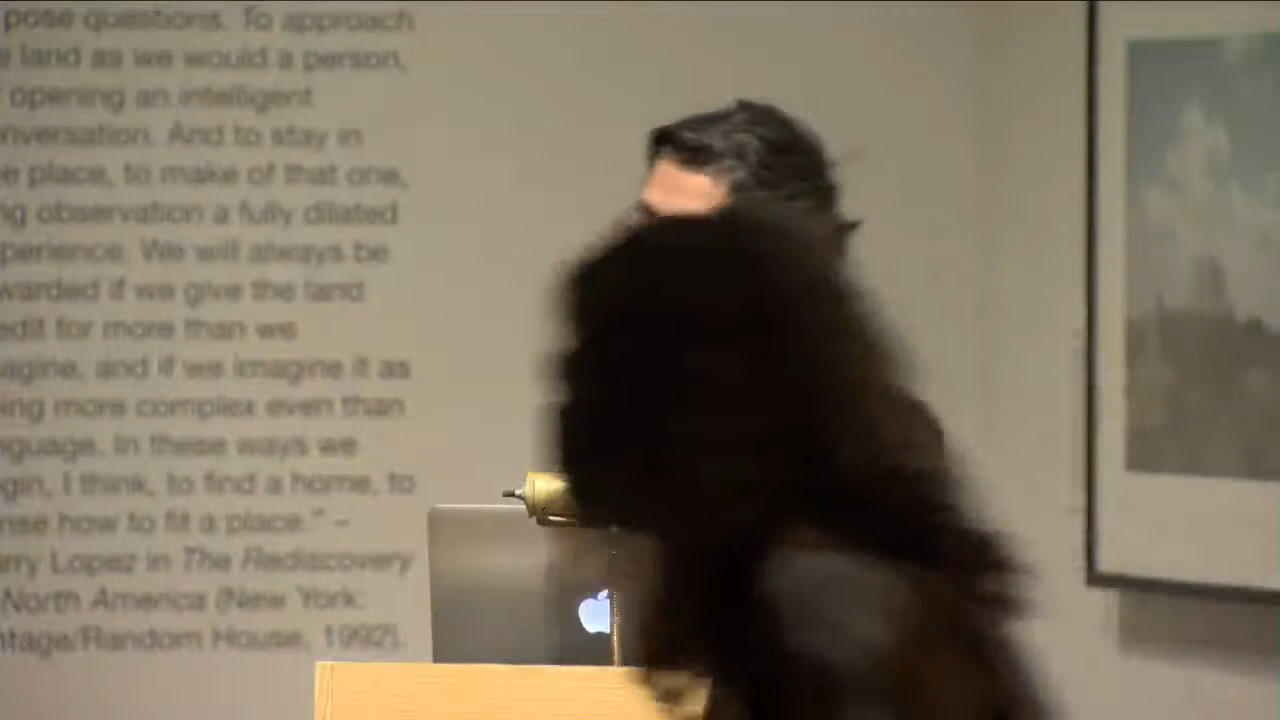 pose questions. To approach
e land as we would a person,
opening an intelligent
nversation. And to stay in
e place, to make of that one,
ng observation a fully dilated
perience. We will always be
warded if we give the land
edit for more than we
agine, and if we imagine it as
ing more complex even than
nguage. In these ways we
gin, I think, to find a home, to
nse how to fit a place." –
rry Lopez in The Rediscovery
North America (New York:
ntage/Random House, 1992).